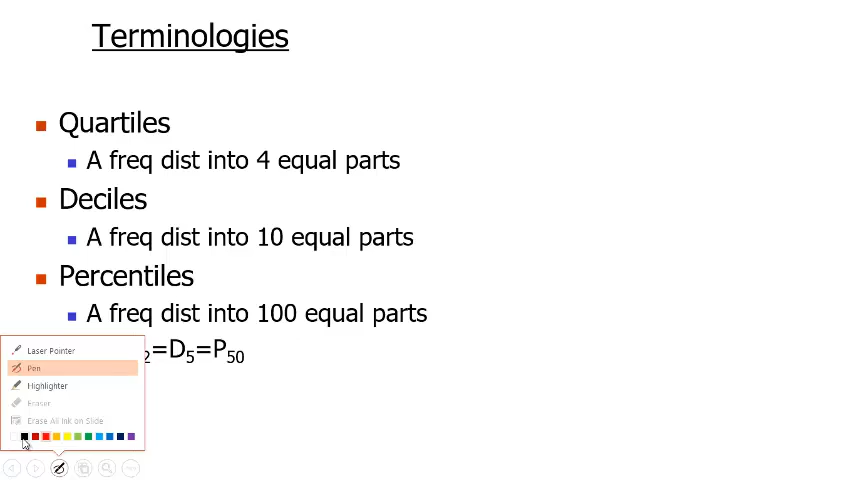 Terminologies
Quartiles
A freq dist into 4 equal parts
Deciles
A freq dist into 10 equal parts
Percentiles
A freq dist into 100 equal parts
₂=D₅=P₅₀
Laser Pointer
Pen
Highlighter
Eraser
Erase All Ink on Slide